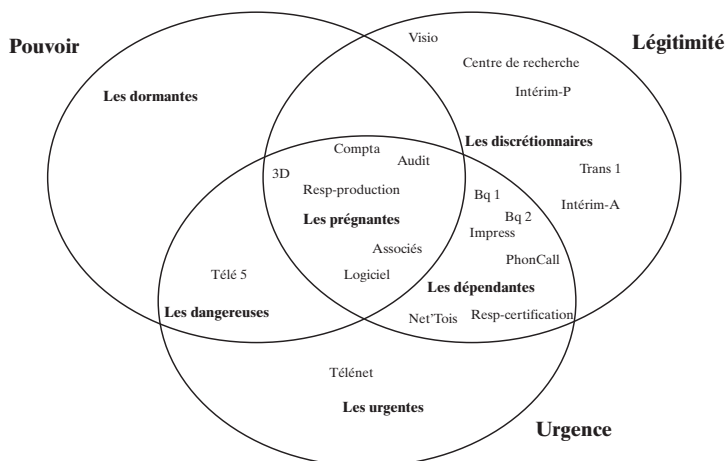 Visio
Pouvoir
Légitimité
Centre de recherche
Les dormantes
Intérim-P
Les discrétionnaires
Compta
Audit
3D
Trans 1
Resp-production
Bq 1
Intérim-A
Les prégnantes
Bq 2
Impress
Associés
PhonCall
Télé 5
Logiciel
Les dépendantes
Les dangereuses
Net'Tois
Resp-certification
Télénet
Les urgentes
Urgence